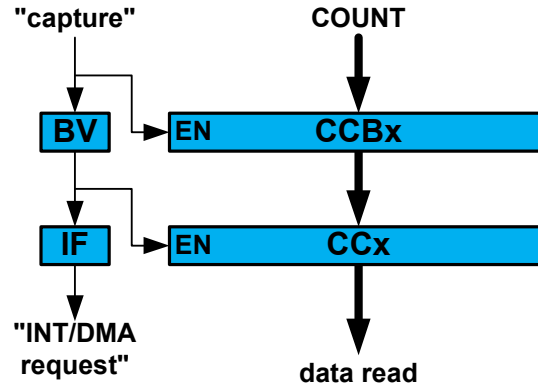 "capture"
COUNT
BV
EN
CCBx
IF
EN
CCx
"INT/DMA
request"
data read